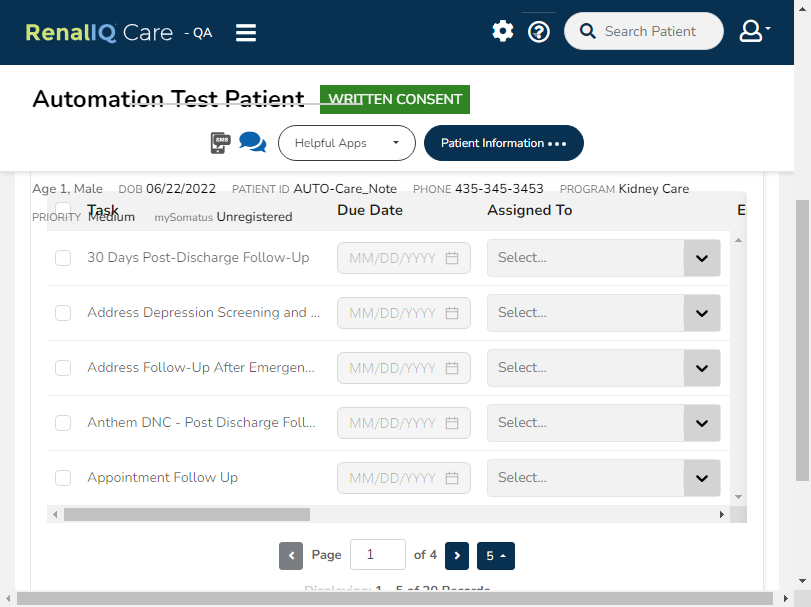 RenalIQ Care - QA Search Patient
Automation Test Patient WRITTEN CONSENT
SMS Helpful Apps Patient Information
Age 1, Male DOB 06/22/2022 PATIENT ID AUTO-Care_Note PHONE 435-345-3453 PROGRAM Kidney Care
PRIORITY Medium mySomatus Unregistered
Task Due Date Assigned To E
30 Days Post-Discharge Follow-Up MM/DD/YYYY Select...
Address Depression Screening and ... MM/DD/YYYY Select...
Address Follow-Up After Emergen... MM/DD/YYYY Select...
Anthem DNC - Post Discharge Foll... MM/DD/YYYY Select...
Appointment Follow Up MM/DD/YYYY Select...
Page 1 of 4 5
Displaying: 1 - 5 of 20 Records